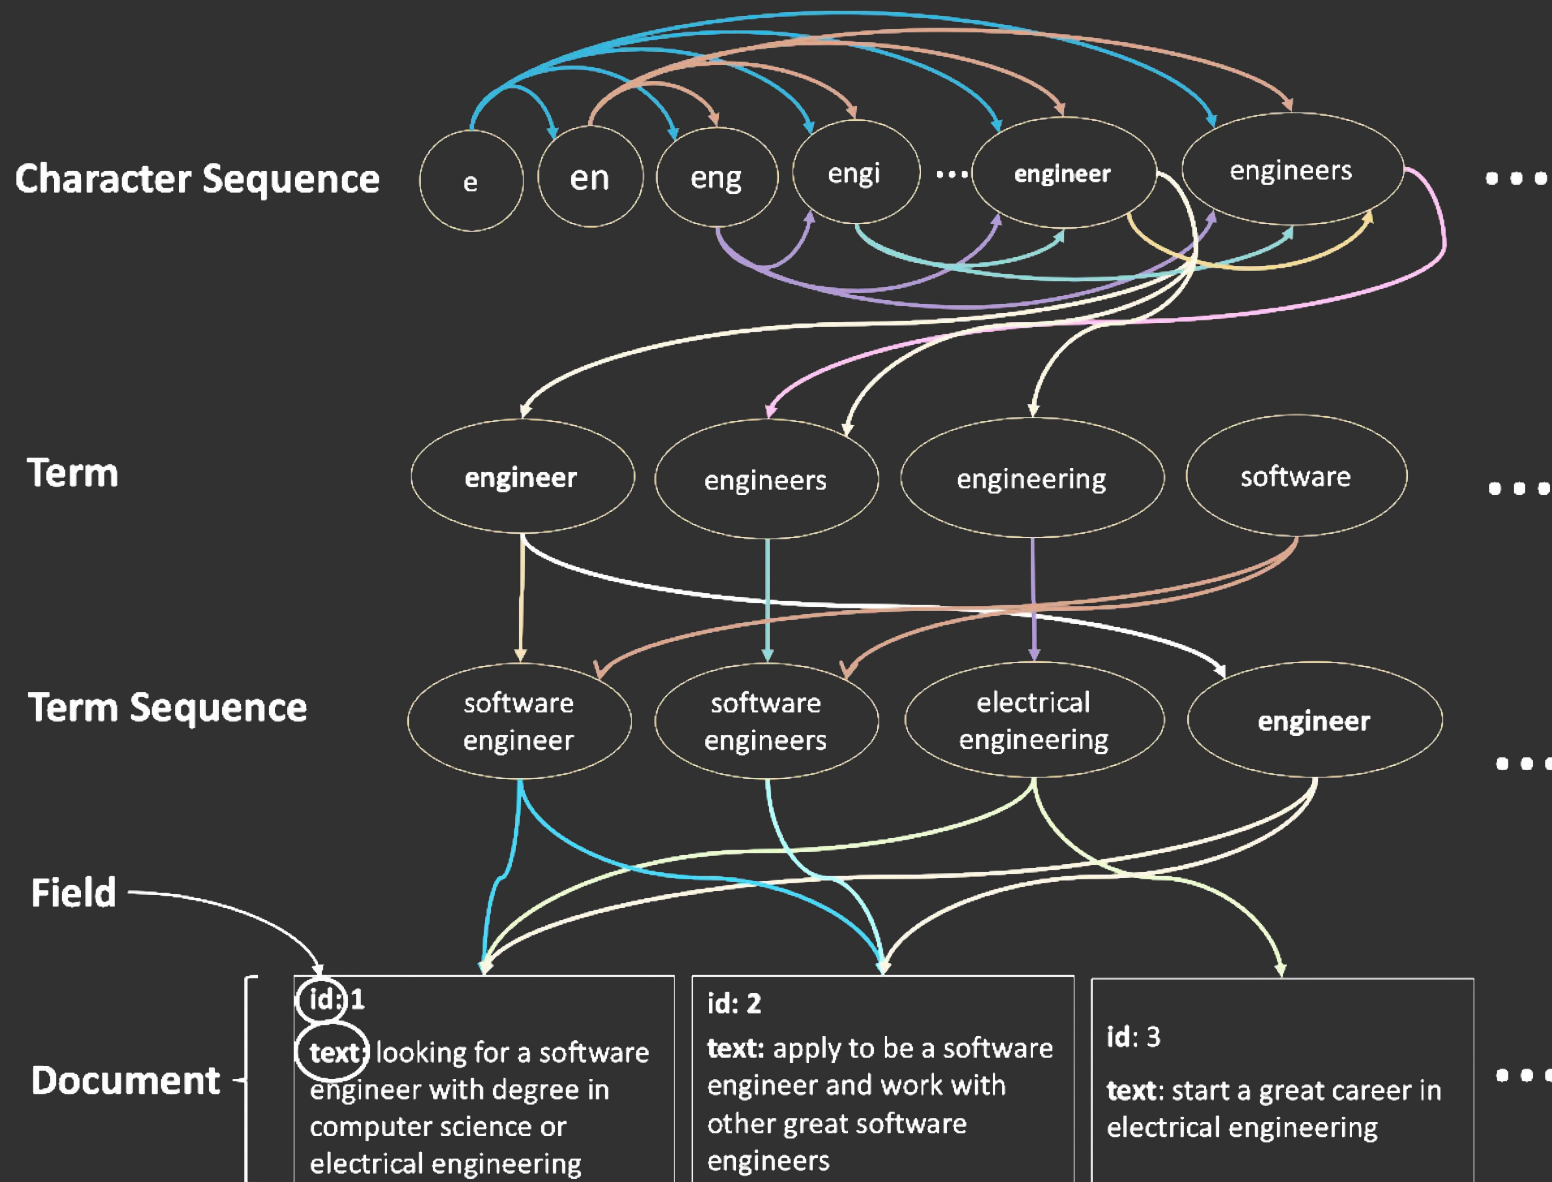 Character Sequence
e
en
eng
engi
...
engineer
engineers
...
Term
engineer
engineers
engineering
software
...
Term Sequence
software
engineer
software
engineers
electrical
engineering
engineer
...
Field
Document
id: 1
text: looking for a software
engineer with degree in
computer science or
electrical engineering
id: 2
text: apply to be a software
engineer and work with
other great software
engineers
id: 3
text: start a great career in
electrical engineering
...